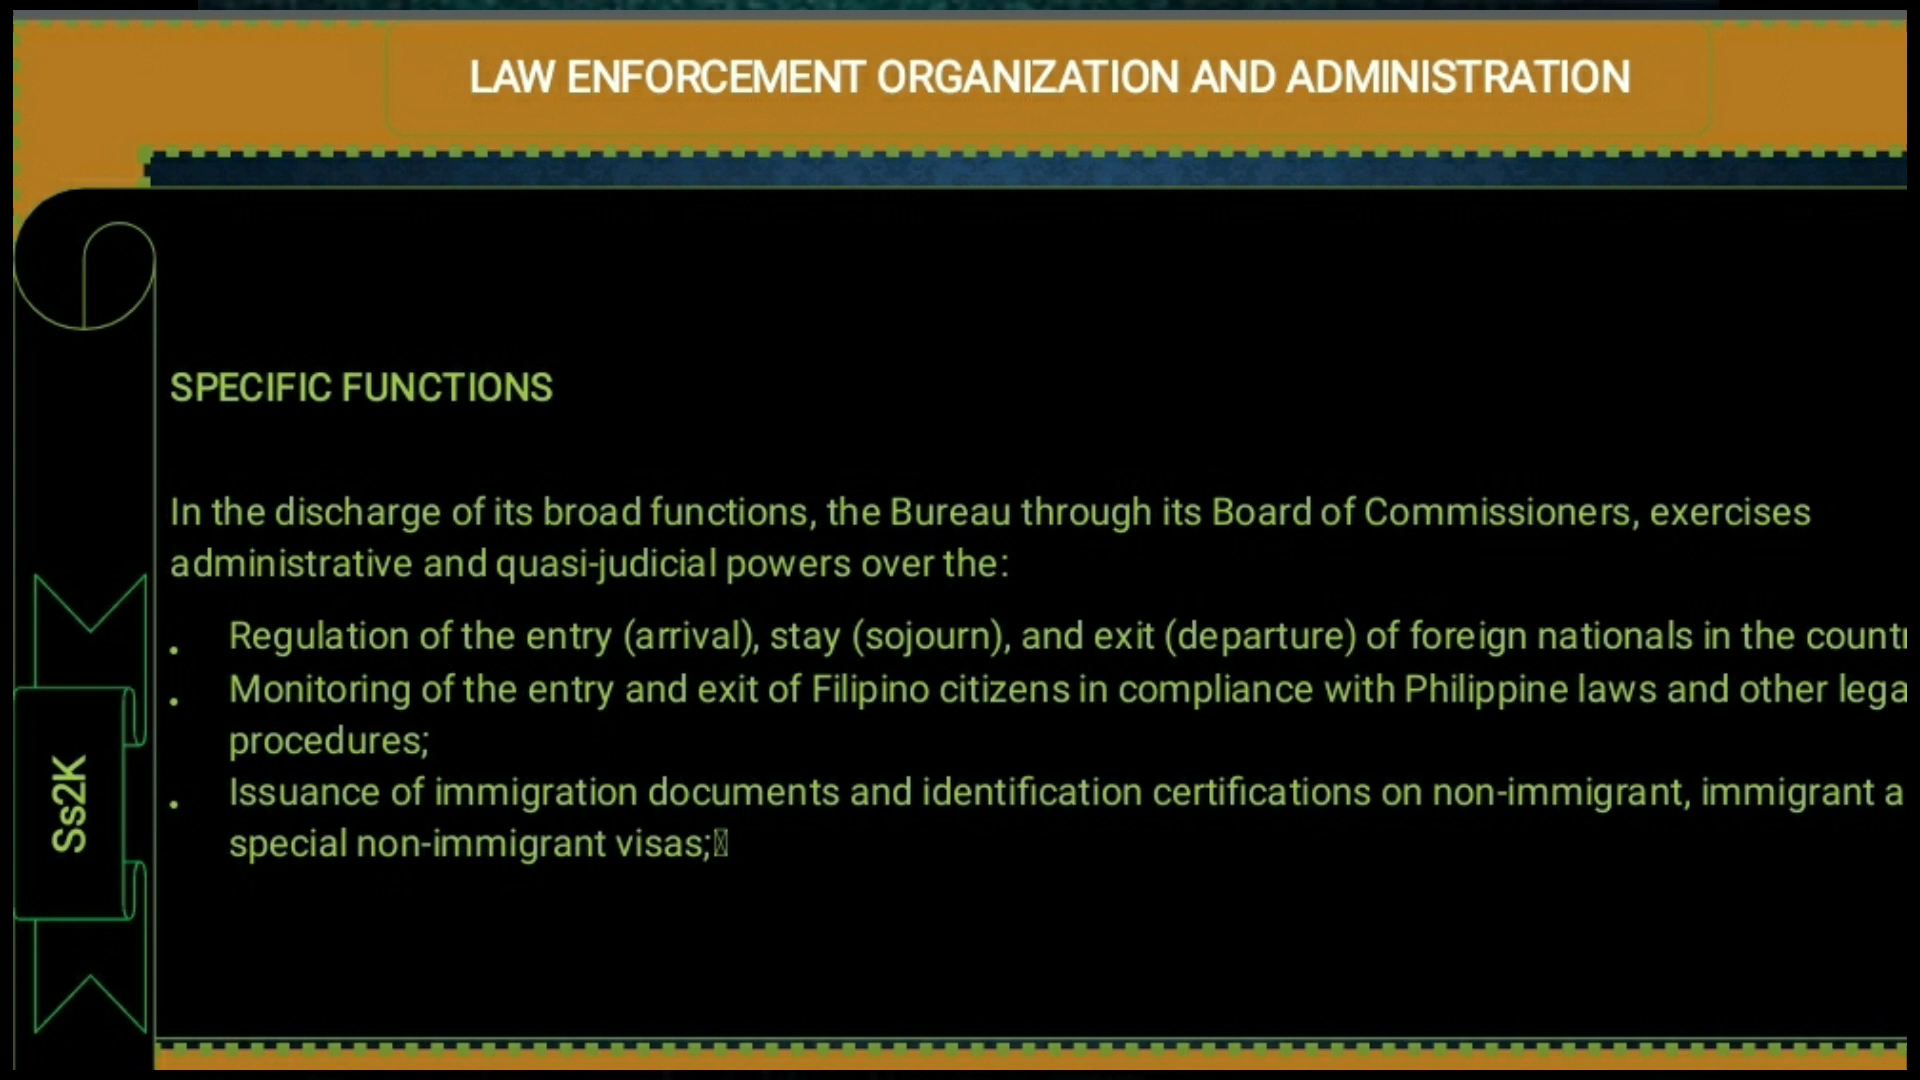 LAW ENFORCEMENT ORGANIZATION AND ADMINISTRATION
SPECIFIC FUNCTIONS
In the discharge of its broad functions, the Bureau through its Board of Commissioners, exercises
administrative and quasi-judicial powers over the:
• Regulation of the entry (arrival), stay (sojourn), and exit (departure) of foreign nationals in the
• Monitoring of the entry and exit of Filipino citizens in compliance with Philippine laws and other
procedures;
• Issuance of immigration documents and identification certifications on non-immigrant, immigrant
special non-immigrant visas;
Ss2K